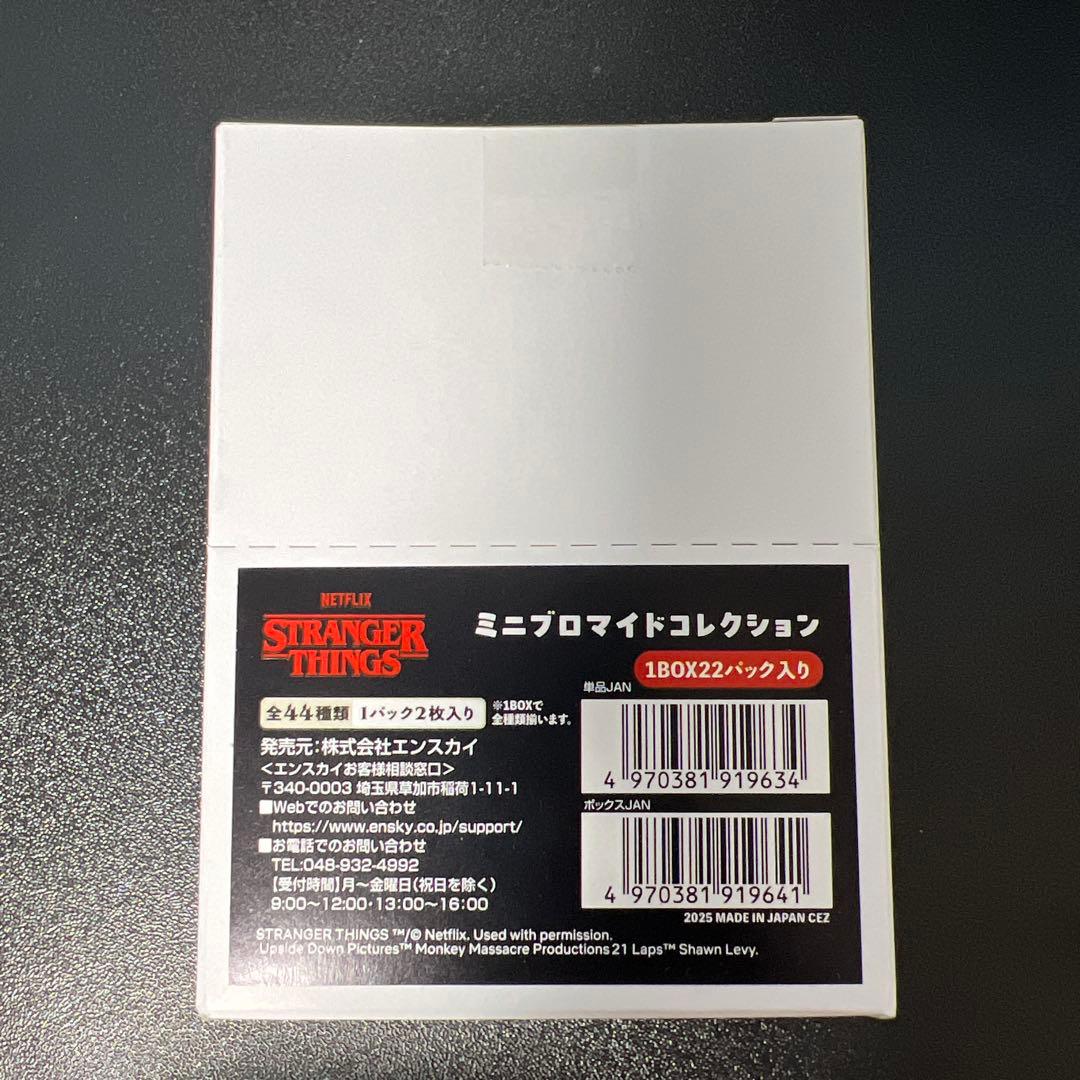 NETFLIX
STRANGER
THINGS
ミニブロマイドコレクション
1BOX22パック入り
全44種類 1パック2枚入り
※1BOXで
全種類揃います。
発売元:株式会社エンスカイ
<エンスカイお客様相談窓口>
〒340-0003 埼玉県草加市稲荷1-11-1
■Webでのお問い合わせ
https://www.ensky.co.jp/support/
■お電話でのお問い合わせ
TEL:048-932-4992
【受付時間】月〜金曜日(祝日を除く)
9:00〜12:00・13:00〜16:00
単品JAN
4 970381 919634
ボックスJAN
4 970381 919641
2025 MADE IN JAPAN CEZ
STRANGER THINGS ™/© Netflix. Used with permission.
Upside Down Pictures™ Monkey Massacre Productions 21 Laps™ Shawn Levy.